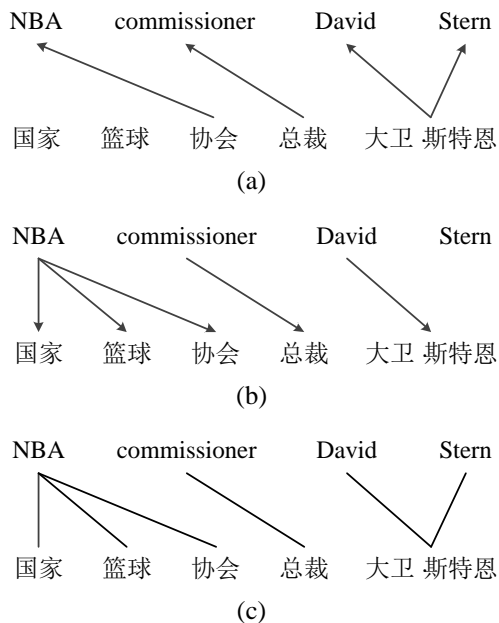 NBA commissioner David Stern
国家 篮球 协会 总裁 大卫·斯特恩
(a)
NBA commissioner David Stern
国家 篮球 协会 总裁 大卫·斯特恩
(b)
NBA commissioner David Stern
国家 篮球 协会 总裁 大卫·斯特恩
(c)